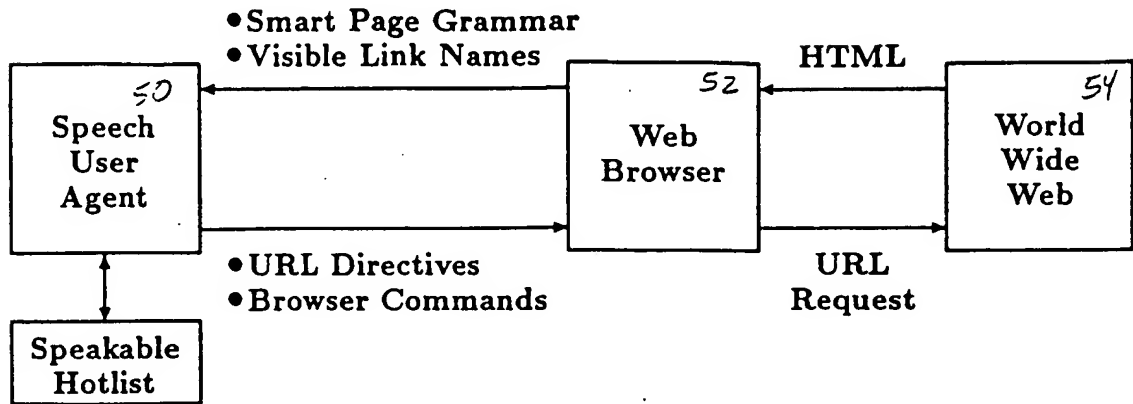 • Smart Page Grammar
• Visible Link Names
HTML
50
Speech
User
Agent
52
Web
Browser
54
World
Wide
Web
• URL Directives
• Browser Commands
URL
Request
Speakable
Hotlist